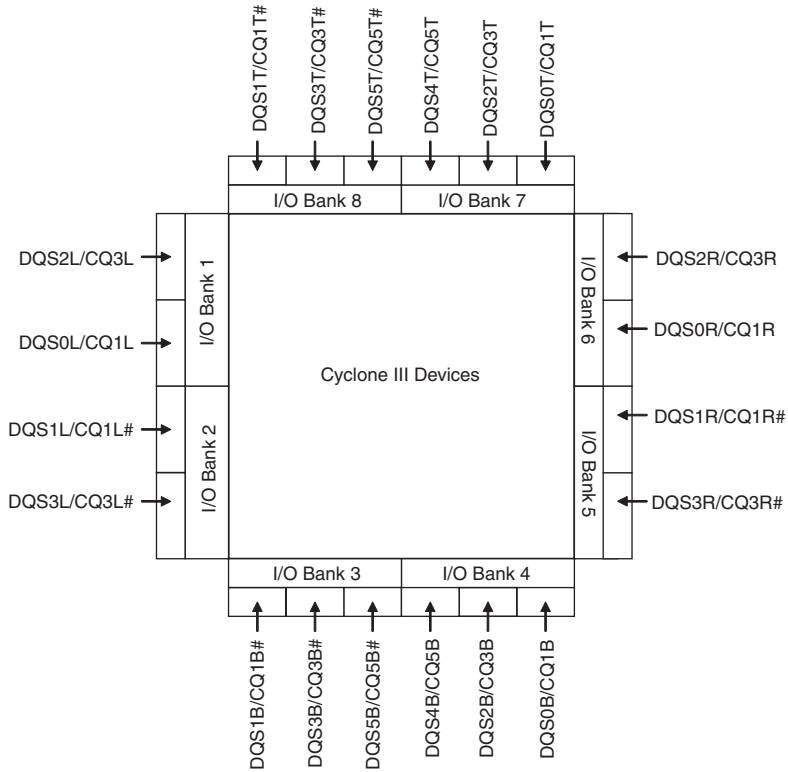 DQS1T/CQ1T#
DQS3T/CQ3T#
DQS5T/CQ5T#
DQS4T/CQ5T
DQS2T/CQ3T
DQS0T/CQ1T
I/O Bank 8
I/O Bank 7
DQS2L/CQ3L
DQS0L/CQ1L
DQS1L/CQ1L#
DQS3L/CQ3L#
I/O Bank 1
I/O Bank 2
Cyclone III Devices
I/O Bank 6
I/O Bank 5
DQS2R/CQ3R
DQS0R/CQ1R
DQS1R/CQ1R#
DQS3R/CQ3R#
I/O Bank 3
I/O Bank 4
DQS1B/CQ1B#
DQS3B/CQ3B#
DQS5B/CQ5B#
DQS4B/CQ5B
DQS2B/CQ3B
DQS0B/CQ1B